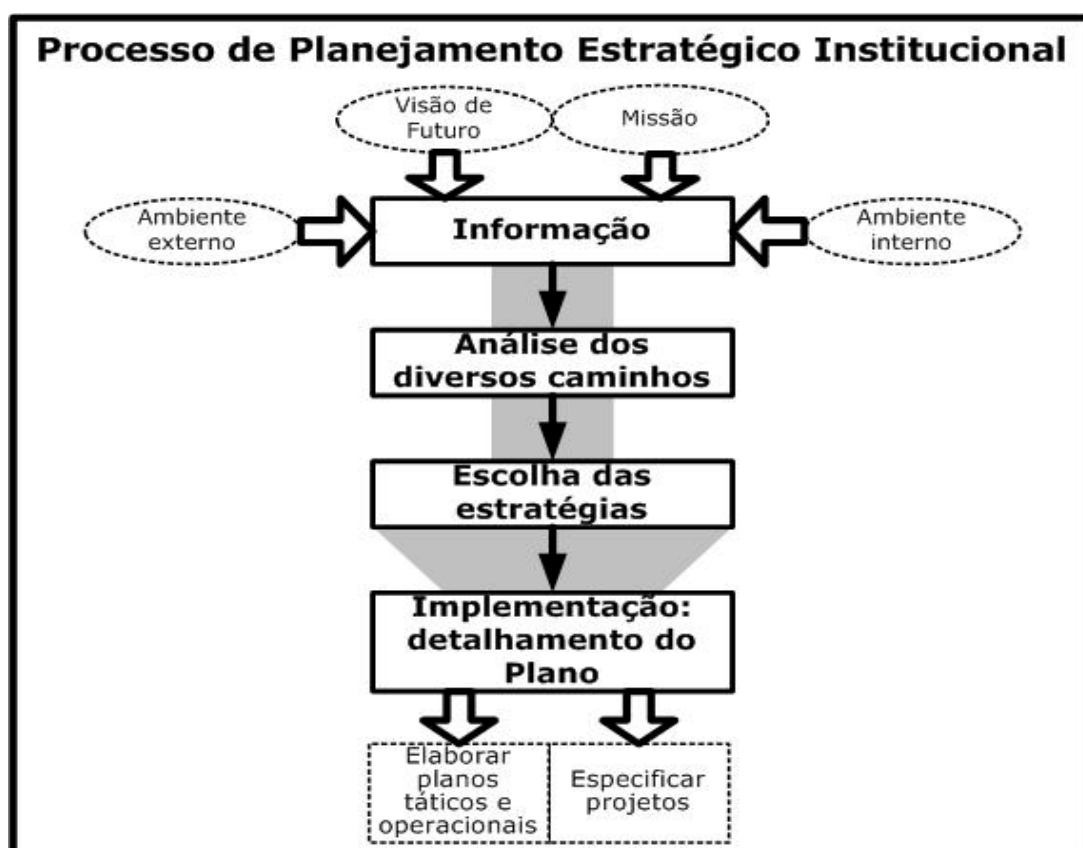 Processo de Planejamento Estratégico Institucional
Visão de
Futuro
Missão
Ambiente
externo
Informação
Ambiente
interno
Análise dos
diversos caminhos
Escolha das
estratégias
Implementação:
detalhamento do
Plano
Elaborar
planos
táticos e
operacionais
Especificar
projetos